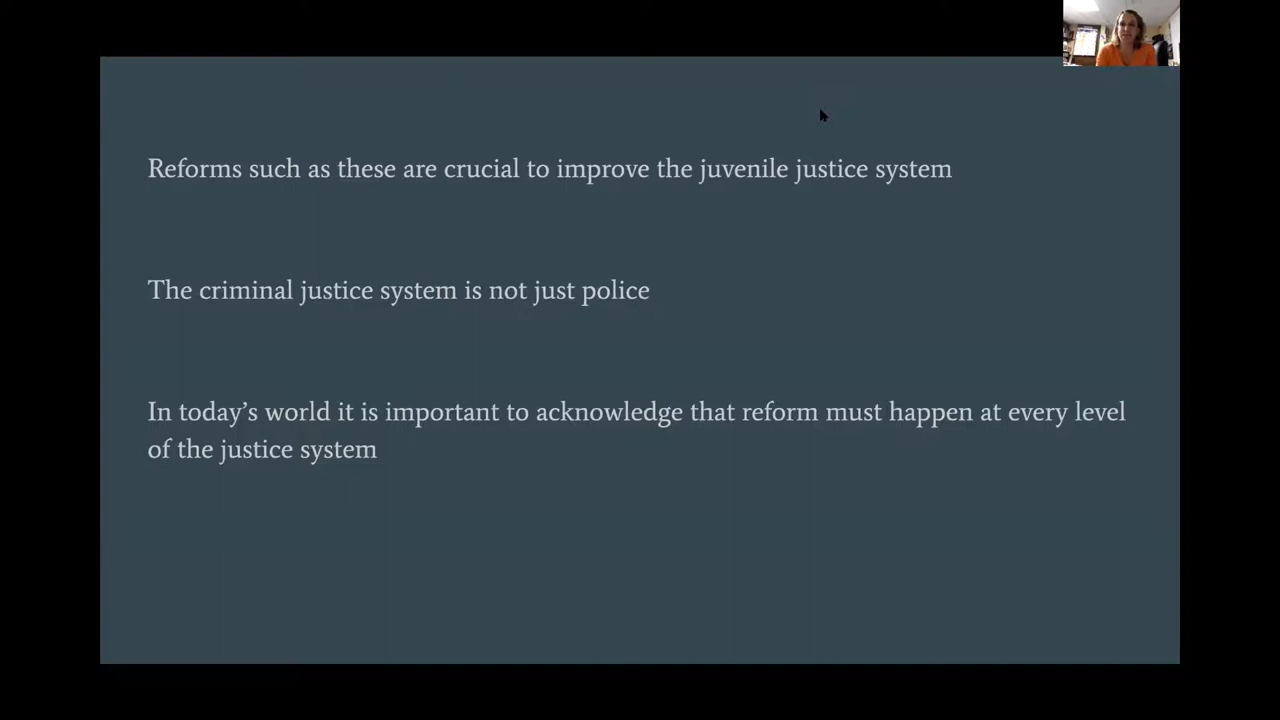 Reforms such as these are crucial to improve the juvenile justice system
The criminal justice system is not just police
In today’s world it is important to acknowledge that reform must happen at every level
of the justice system